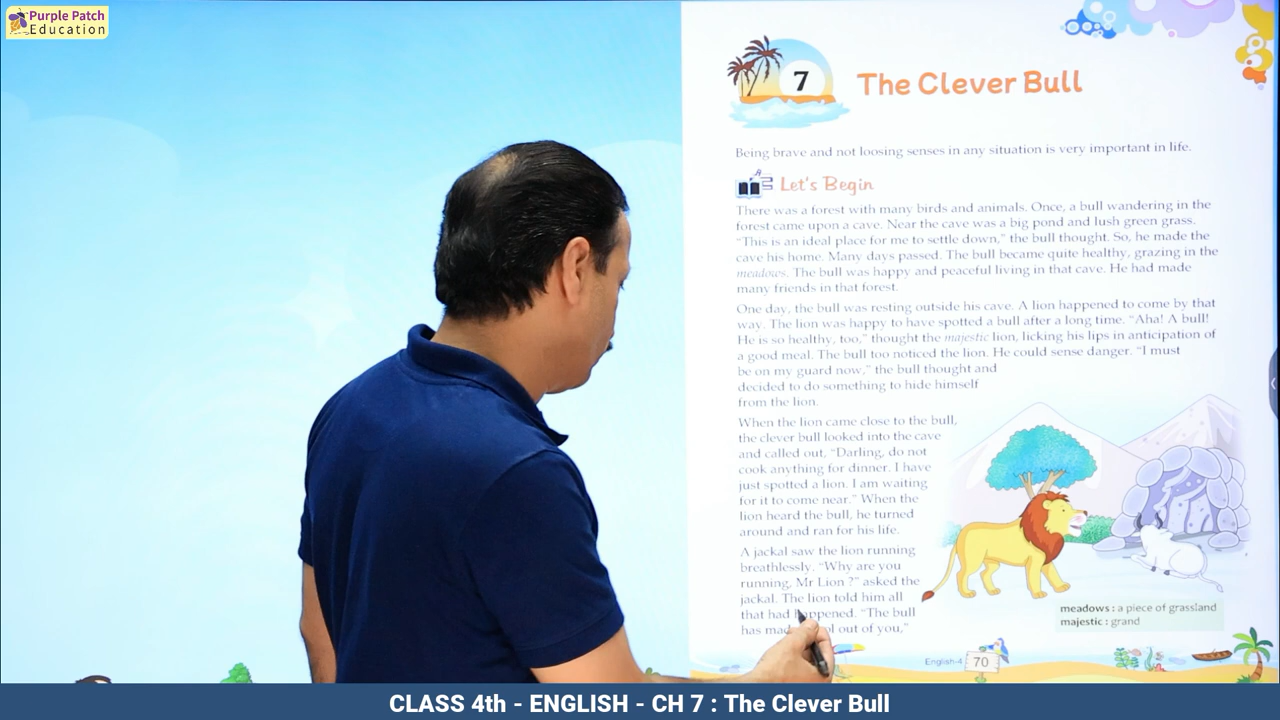 Purple Patch
Education
7
The Clever Bull
Being brave and not loosing senses in any situation is very important in life.
Let's Begin
There was a forest with many birds and animals. Once, a bull wandering in the
forest came upon a cave. Near the cave was a big pond and lush green grass.
"This is an ideal place for me to settle down," the bull thought. So, he made the
cave his home. Many days passed. The bull became quite healthy, grazing in the
meadows. The bull was happy and peaceful living in that cave. He had made
many friends in that forest.
One day, the bull was resting outside his cave. A lion happened to come by that
way. The lion was happy to have spotted a bull after a long time. "Aha! A bull!
He is so healthy, too," thought the majestic lion, licking his lips in anticipation of
a good meal. The bull too noticed the lion. He could sense danger. "I must
be on my guard now," the bull thought and
decided to do something to hide himself
from the lion.
When the lion came close to the bull,
the clever bull looked into the cave
and called out, "Darling, do not
cook anything for dinner. I have
just spotted a lion. I am waiting
for it to come near." When the
lion heard the bull, he turned
around and ran for his life.
A jackal saw the lion running
breathlessly. "Why are you
running, Mr Lion ?" asked the
jackal. The lion told him all
that had happened. "The bull
has out of you,"
meadows : a piece of grassland
majestic : grand
English-4 70
CLASS 4th - ENGLISH - CH 7 : The Clever Bull